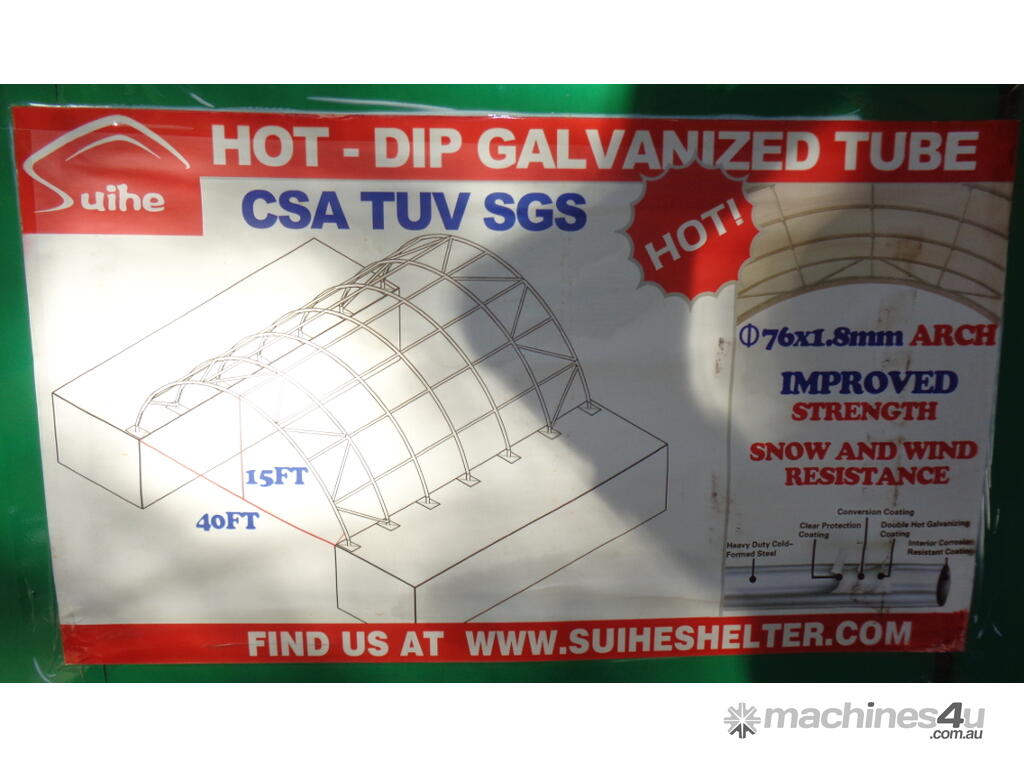 HOT - DIP GALVANIZED TUBE
Suihe
CSA TUV SGS
HOT!
Φ76x1.8mm ARCH
IMPROVED
STRENGTH
SNOW AND WIND
RESISTANCE
15FT
40FT
Conversion Coating
Clear Protection
Coating
Double Hot Galvanizing
Coating
Heavy Duty Cold-
Formed Steel
Interior Corrosion
Resistant Coating
FIND US AT WWW.SUIHESHELTER.COM
machines4u
.com.au